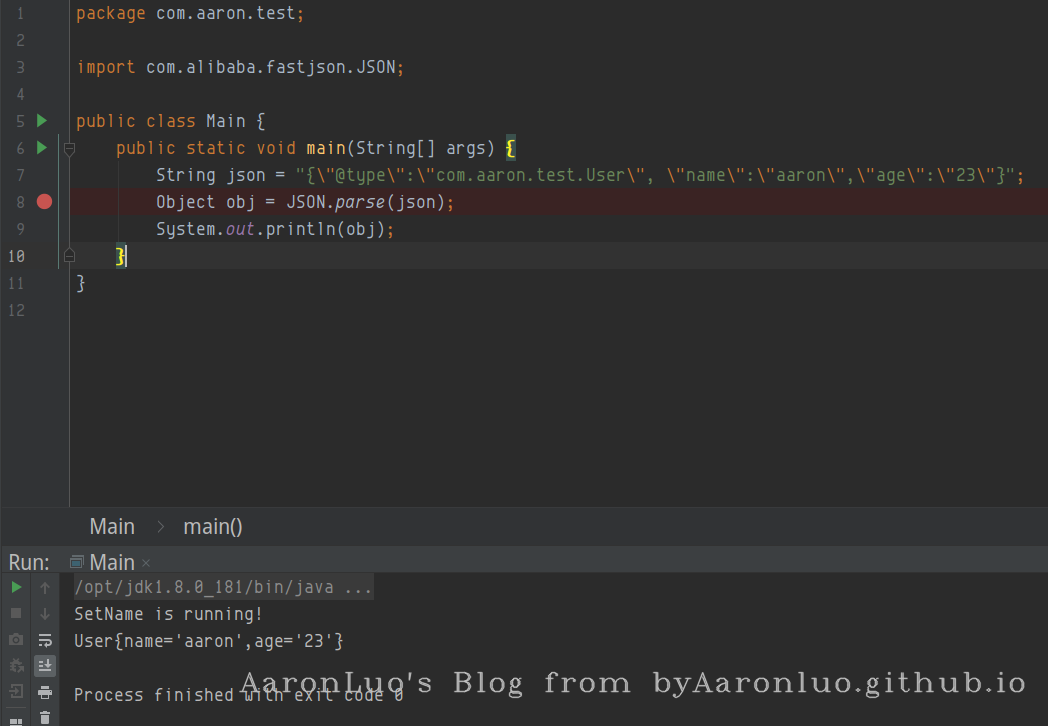 1 package com.aaron.test;
2
3 import com.alibaba.fastjson.JSON;
4
5 public class Main {
6 public static void main(String[] args) {
7 String json = "{\"@type\":\"com.aaron.test.User\", \"name\":\"aaron\",\"age\":\"23\"}";
8 Object obj = JSON.parse(json);
9 System.out.println(obj);
10 }
11 }
12
Main > main()
Run: Main ×
/opt/jdk1.8.0_181/bin/java ...
SetName is running!
User{name='aaron',age='23'}
AaronLuo's Blog from byAaronluo.github.io
Process finished with exit code 0